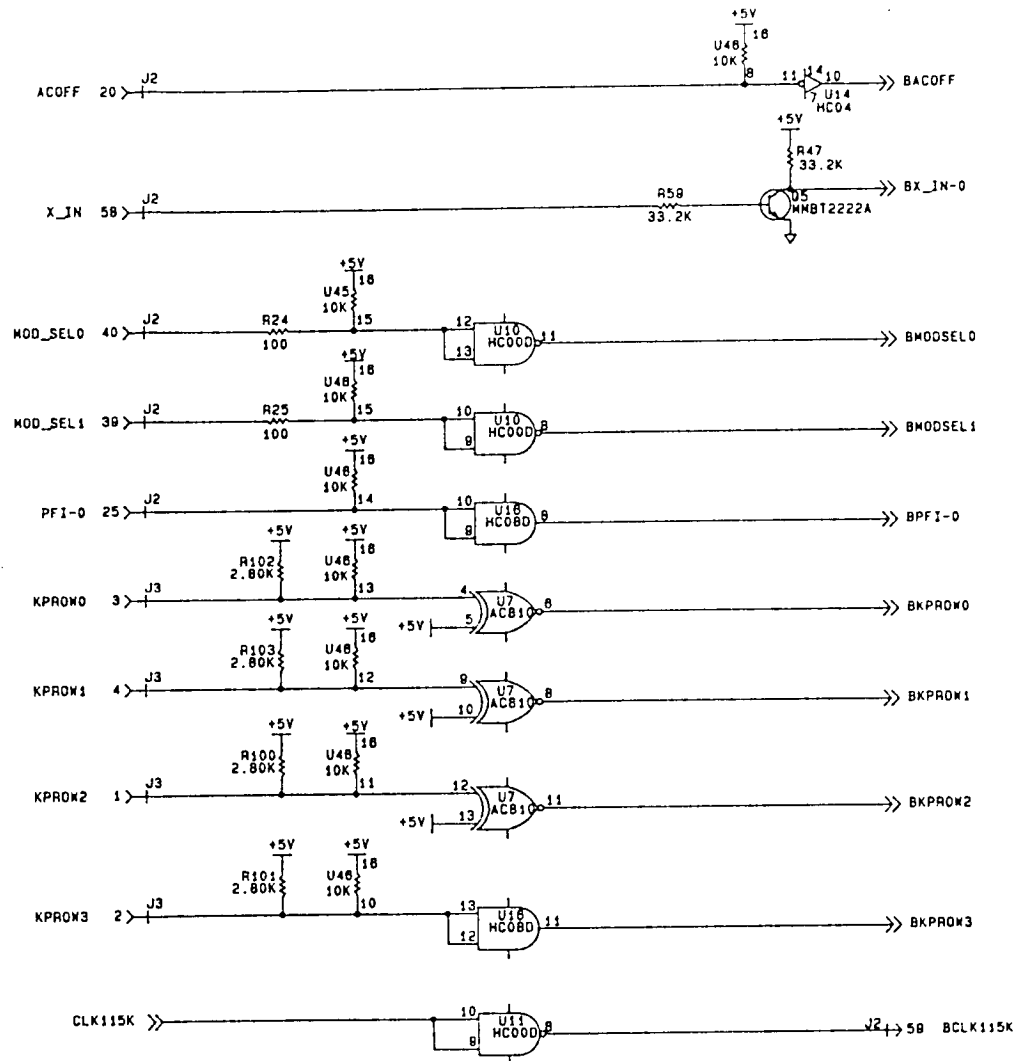 +5V
16
U46
10K
8
J2
ACOFF 20
11 14 10
7 U14
HC04
BACOFF
+5V
R47
33.2K
J2
X_IN 58
R59
33.2K
Q5
MMBT2222A
BX_IN-0
+5V
16
U45
10K
15
J2
MOD_SEL0 40
R24
100
12
13
U10
HC00D
11
BMODSEL0
+5V
16
U46
10K
15
J2
MOD_SEL1 39
R25
100
10
9
U10
HC00D
8
BMODSEL1
+5V
16
U46
10K
14
J2
PFI-0 25
10
9
U16
HC08D
8
BPFI-0
+5V
R102
2.80K
+5V
16
U46
10K
13
J3
KPROW0 3
4
+5V 5
U7
AC810
6
BKPROW0
+5V
R103
2.80K
+5V
16
U46
10K
12
J3
KPROW1 4
9
+5V 10
U7
AC810
8
BKPROW1
+5V
R100
2.80K
+5V
16
U46
10K
11
J3
KPROW2 1
12
+5V 13
U7
AC810
11
BKPROW2
+5V
R101
2.80K
+5V
16
U46
10K
10
J3
KPROW3 2
13
12
U16
HC08D
11
BKPROW3
CLK115K
10
9
U11
HC00D
8
J2
59 BCLK115K